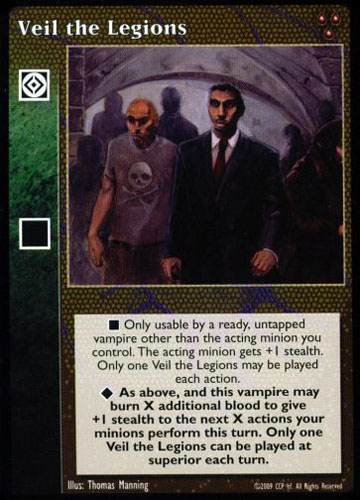 Veil the Legions
Only usable by a ready, untapped
vampire other than the acting minion you
control. The acting minion gets +1 stealth.
Only one Veil the Legions may be played
each action.
As above, and this vampire may
burn X additional blood to give
+1 stealth to the next X actions your
minions perform this turn. Only one
Veil the Legions can be played at
superior each turn.
Illus: Thomas Manning
©2009 CCP hf. All Rights Reserved